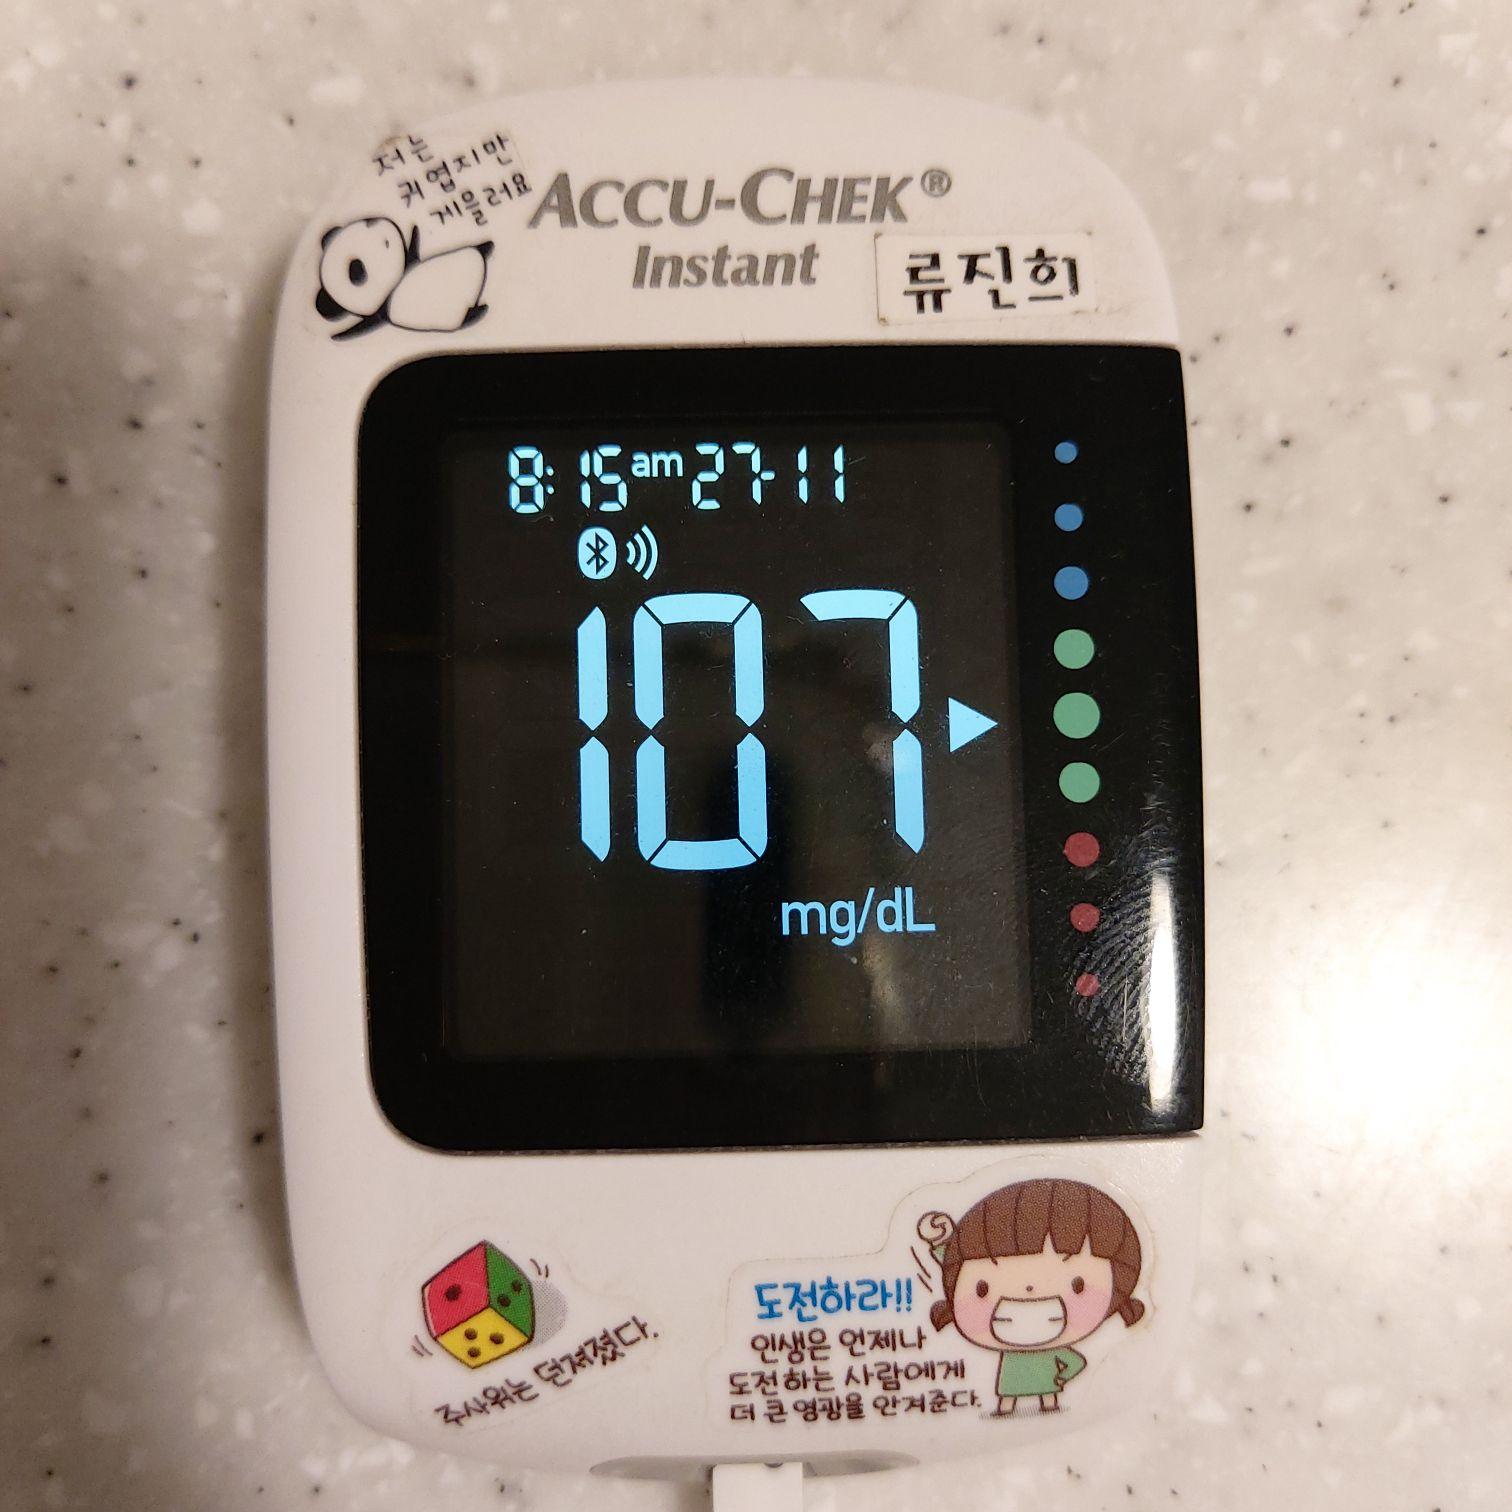 저는
귀엽지만
게을러요
ACCU-CHEK®
Instant
류진희
8:15 am 27-11
107
mg/dL
주사위는 던져졌다.
도전하라!!
인생은 언제나
도전하는 사람에게
더 큰 영광을 안겨준다.